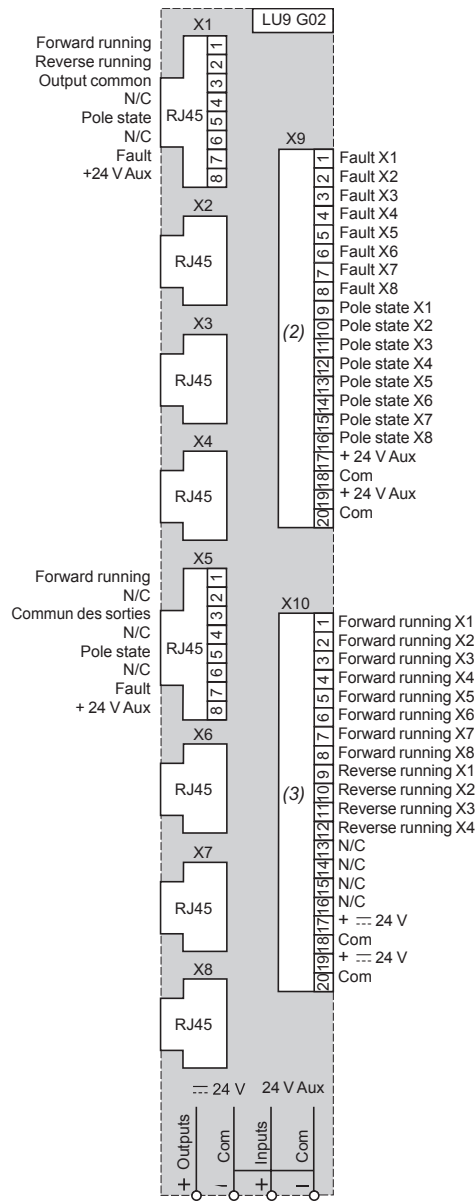 LU9 G02
X1
Forward running 1
Reverse running 2
Output common 3
N/C 4
Pole state 5
N/C 6
Fault 7
+24 V Aux 8
RJ45
X2
RJ45
X3
RJ45
X4
RJ45
X5
Forward running 1
N/C 2
Commun des sorties 3
N/C 4
Pole state 5
N/C 6
Fault 7
+ 24 V Aux 8
RJ45
X6
RJ45
X7
RJ45
X8
RJ45
X9
(2)
1 Fault X1
2 Fault X2
3 Fault X3
4 Fault X4
5 Fault X5
6 Fault X6
7 Fault X7
8 Fault X8
9 Pole state X1
10 Pole state X2
11 Pole state X3
12 Pole state X4
13 Pole state X5
14 Pole state X6
15 Pole state X7
16 Pole state X8
17 + 24 V Aux
18 Com
19 + 24 V Aux
20 Com
X10
(3)
1 Forward running X1
2 Forward running X2
3 Forward running X3
4 Forward running X4
5 Forward running X5
6 Forward running X6
7 Forward running X7
8 Forward running X8
9 Reverse running X1
10 Reverse running X2
11 Reverse running X3
12 Reverse running X4
13 N/C
14 N/C
15 N/C
16 N/C
17 + ⎓ 24 V
18 Com
19 + ⎓ 24 V
20 Com
⎓ 24 V
24 V Aux
+ Outputs
– Com
+ Inputs
– Com